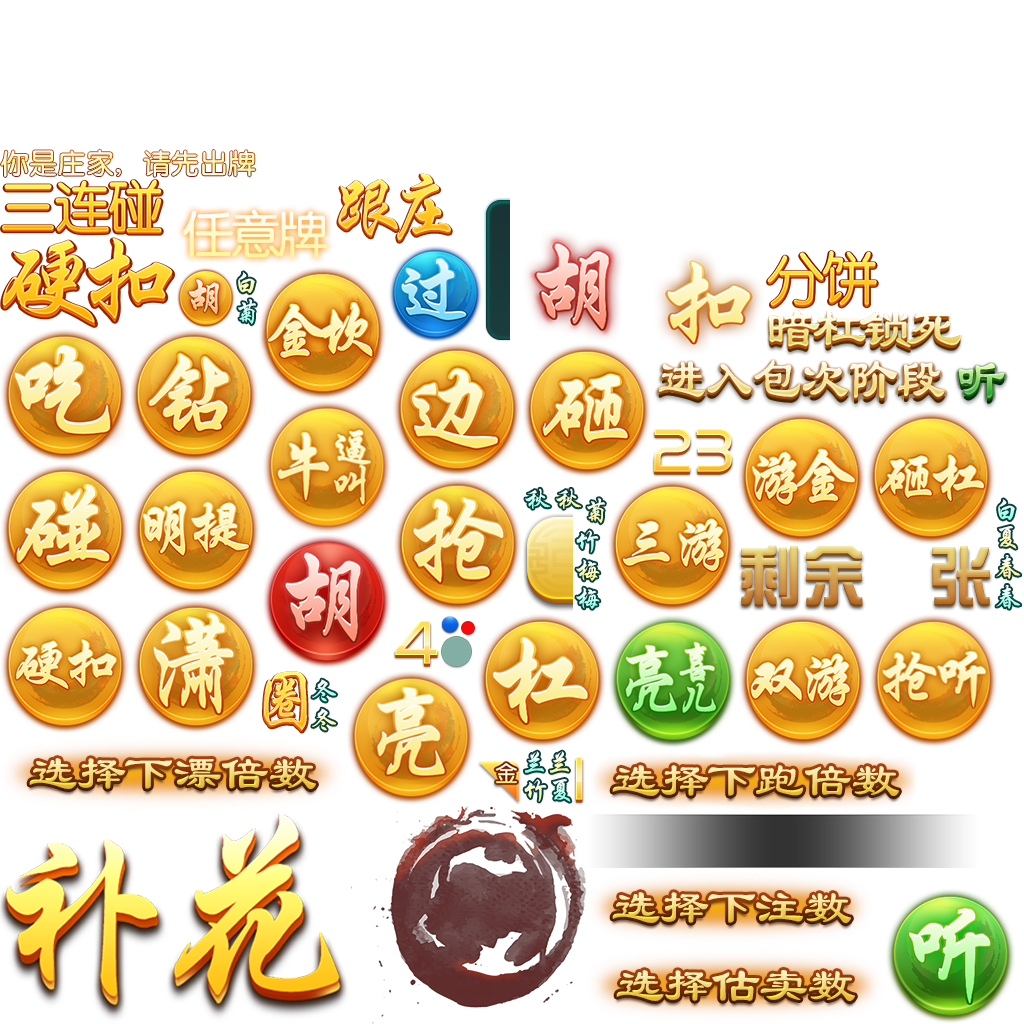 你是庄家，请先出牌
三连碰
任意牌
跟庄
硬扣
胡
白
菊
金坎
过
胡
扣
分饼
暗杠锁死
进入包次阶段
听
吃
钻
边
砸
牛逼叫
23
游金
砸杠
碰
明提
抢
秋
秋
菊
竹
梅
梅
三游
白
夏
春
春
剩余
张
胡
硬扣
潇
圈
冬
冬
4
亮
杠
亮喜儿
双游
抢听
选择下漂倍数
金
兰
竹
兰
夏
选择下跑倍数
补花
选择下注数
听
选择估卖数